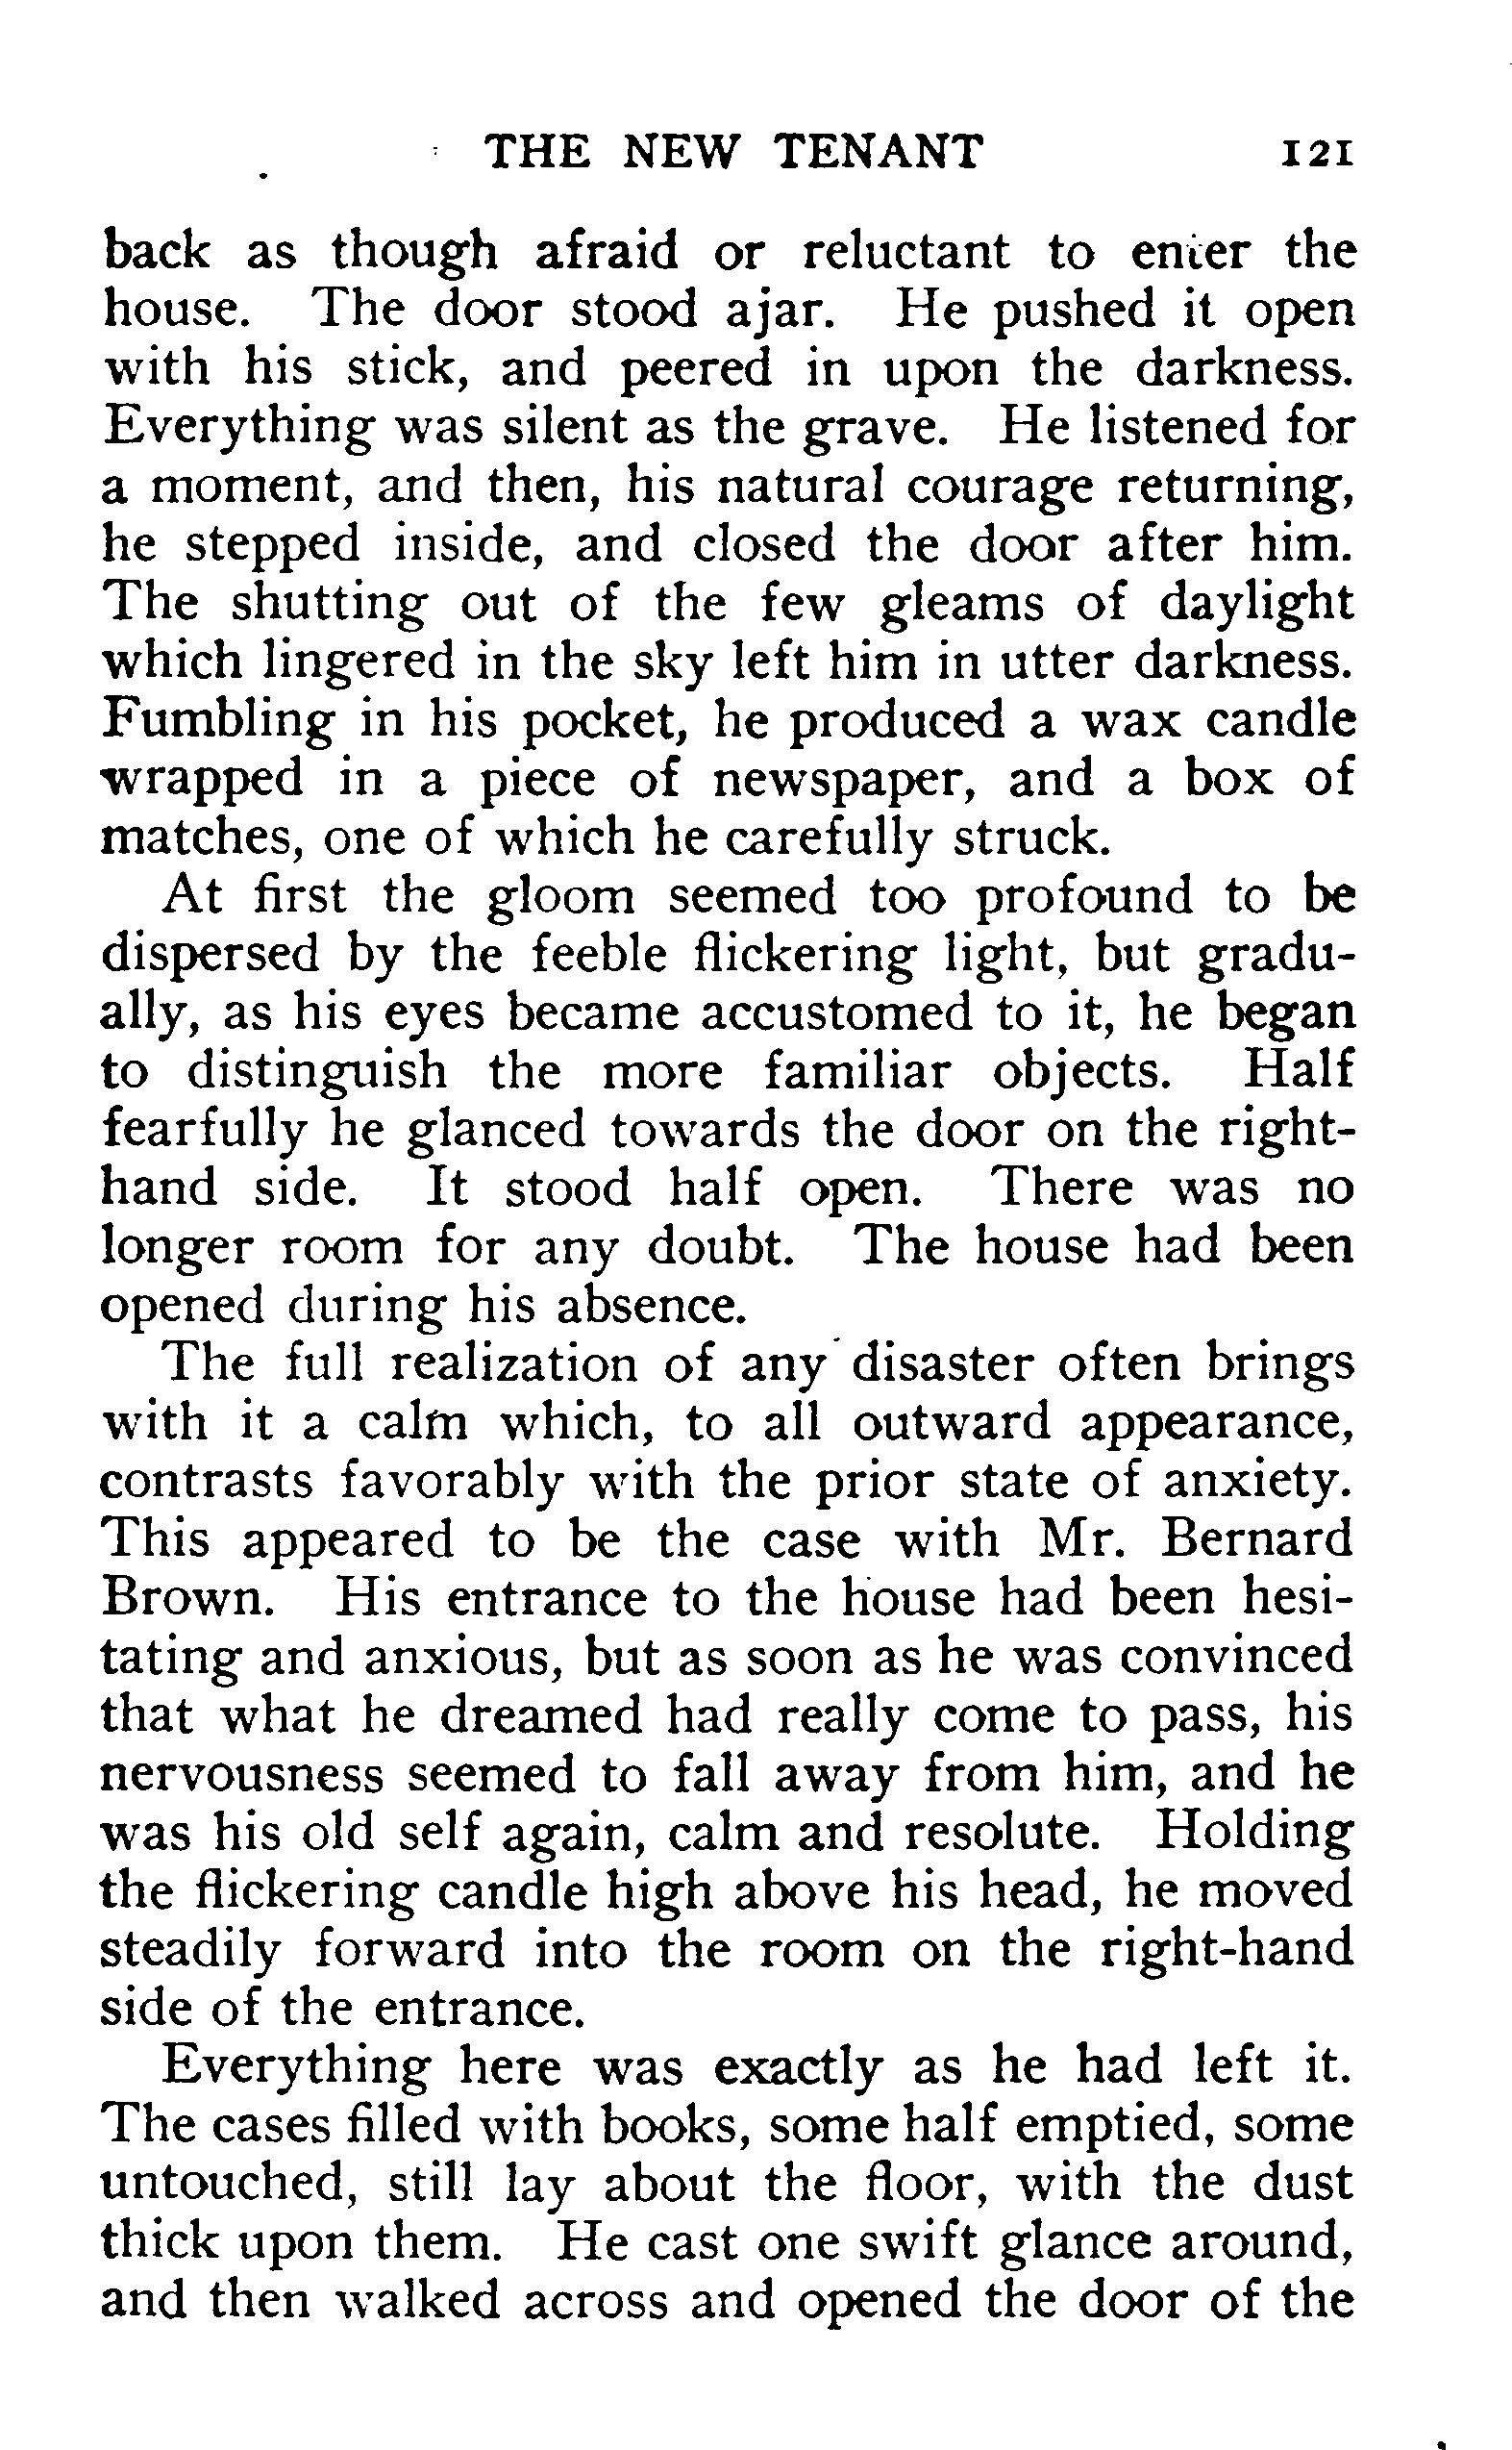 THE NEW TENANT 121
back as though afraid or reluctant to enter the
house. The door stood ajar. He pushed it open
with his stick, and peered in upon the darkness.
Everything was silent as the grave. He listened for
a moment, and then, his natural courage returning,
he stepped inside, and closed the door after him.
The shutting out of the few gleams of daylight
which lingered in the sky left him in utter darkness.
Fumbling in his pocket, he produced a wax candle
wrapped in a piece of newspaper, and a box of
matches, one of which he carefully struck.
At first the gloom seemed too profound to be
dispersed by the feeble flickering light, but gradu-
ally, as his eyes became accustomed to it, he began
to distinguish the more familiar objects. Half
fearfully he glanced towards the door on the right-
hand side. It stood half open. There was no
longer room for any doubt. The house had been
opened during his absence.
The full realization of any disaster often brings
with it a calm which, to all outward appearance,
contrasts favorably with the prior state of anxiety.
This appeared to be the case with Mr. Bernard
Brown. His entrance to the house had been hesi-
tating and anxious, but as soon as he was convinced
that what he dreamed had really come to pass, his
nervousness seemed to fall away from him, and he
was his old self again, calm and resolute. Holding
the flickering candle high above his head, he moved
steadily forward into the room on the right-hand
side of the entrance.
Everything here was exactly as he had left it.
The cases filled with books, some half emptied, some
untouched, still lay about the floor, with the dust
thick upon them. He cast one swift glance around,
and then walked across and opened the door of the